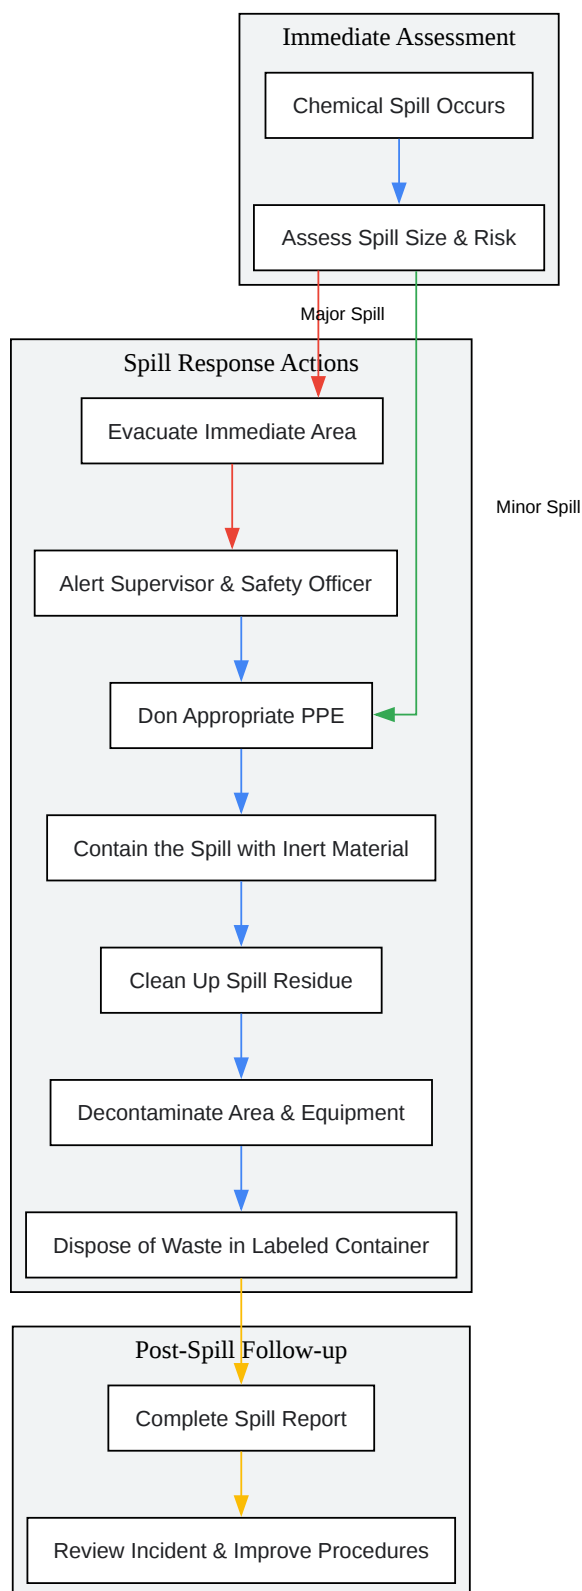 Immediate Assessment
Chemical Spill Occurs
Assess Spill Size & Risk
Major Spill
Spill Response Actions
Evacuate Immediate Area
Minor Spill
Alert Supervisor & Safety Officer
Don Appropriate PPE
Contain the Spill with Inert Material
Clean Up Spill Residue
Decontaminate Area & Equipment
Dispose of Waste in Labeled Container
Post-Spill Follow-up
Complete Spill Report
Review Incident & Improve Procedures